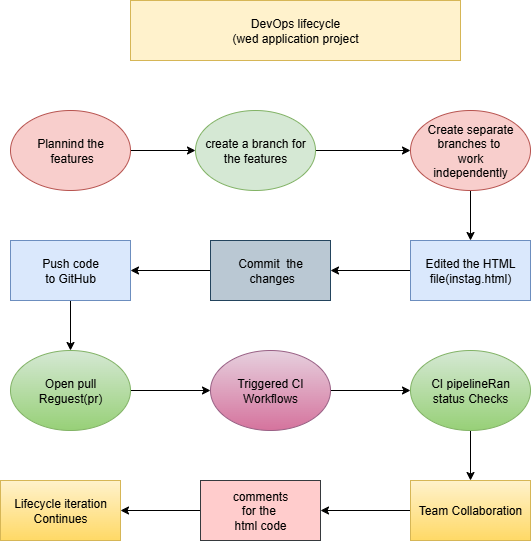 DevOps lifecycle
(wed application project
Plannind the
features
create a branch for
the features
Create separate
branches to
work
independently
Push code
to GitHub
Commit the
changes
Edited the HTML
file(instag.html)
Open pull
Reguest(pr)
Triggered CI
Workflows
CI pipelineRan
status Checks
Lifecycle iteration
Continues
comments
for the
html code
Team Collaboration